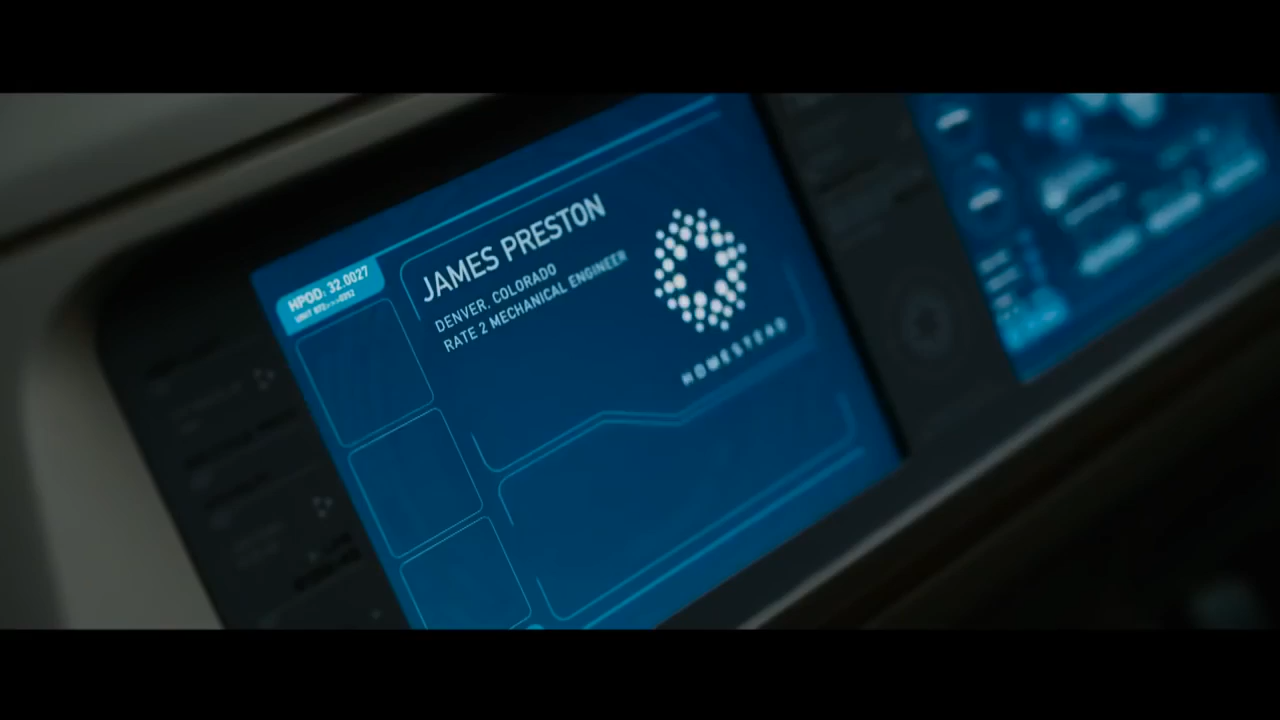 HPOD: 32.0027
JAMES PRESTON
DENVER, COLORADO
RATE 2 MECHANICAL ENGINEER
HOMESTEAD